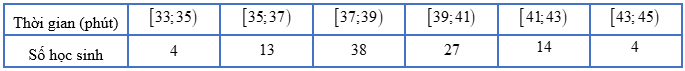 Thời gian (phút) [33;35) [35;37) [37;39) [39;41) [41;43) [43;45)
Số học sinh 4 13 38 27 14 4